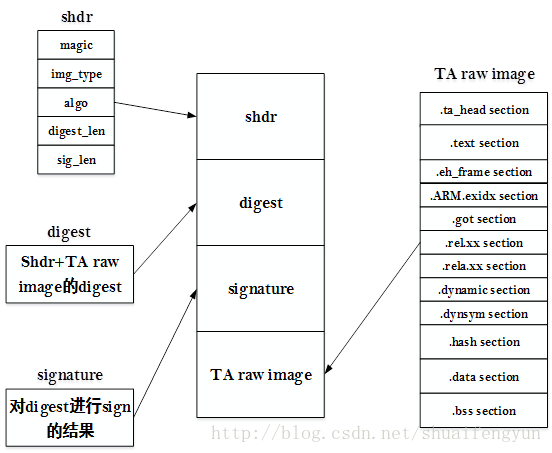 shdr
magic
img_type
algo
digest_len
sig_len
digest
Shdr+TA raw
image的digest
signature
对digest进行sign
的结果
shdr
digest
signature
TA raw image
TA raw image
.ta_head section
.text section
.eh_frame section
.ARM.exidx section
.got section
.rel.xx section
.rela.xx section
.dynamic section
.dynsym section
.hash section
.data section
.bss section
http://blog.csdn.net/shuaifengyun